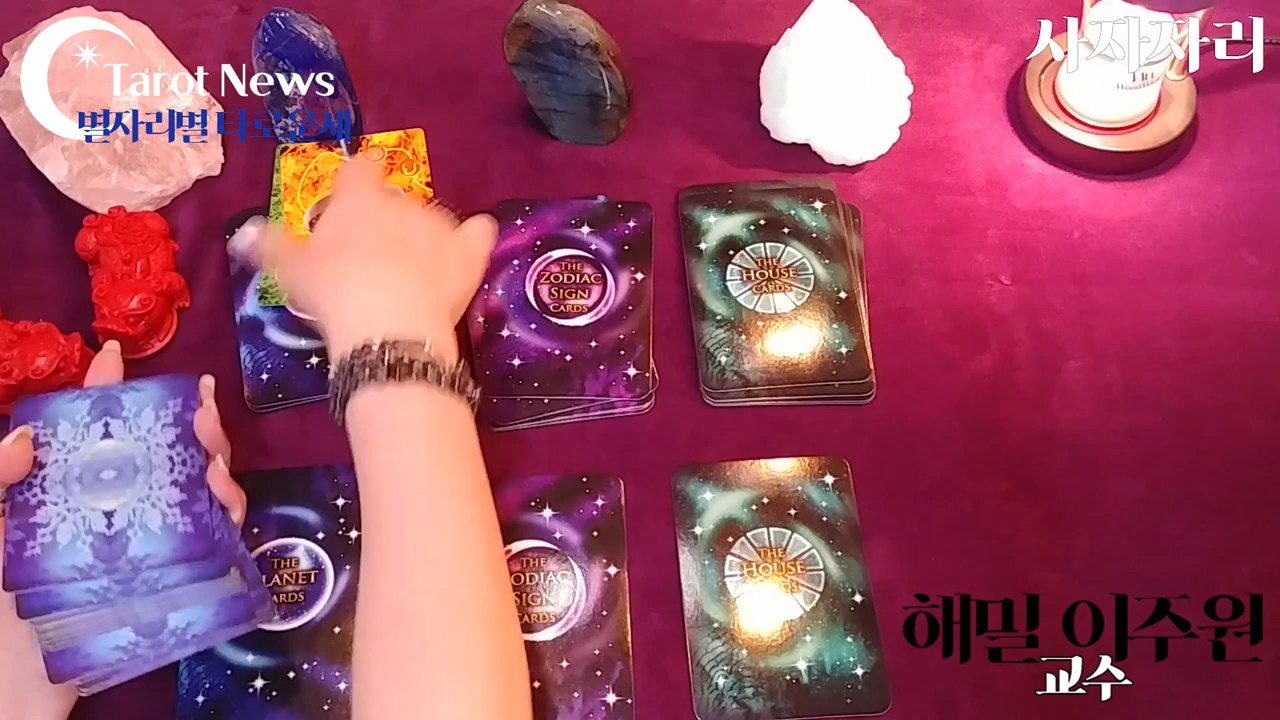 Tarot News
별자리별 타로운세
사자자리
THE
ZODIAC
SIGN
CARDS
THE
HOUSE
CARDS
THE
PLANET
CARDS
THE
ZODIAC
SIGN
CARDS
THE
HOUSE
해밀 이주원
교수